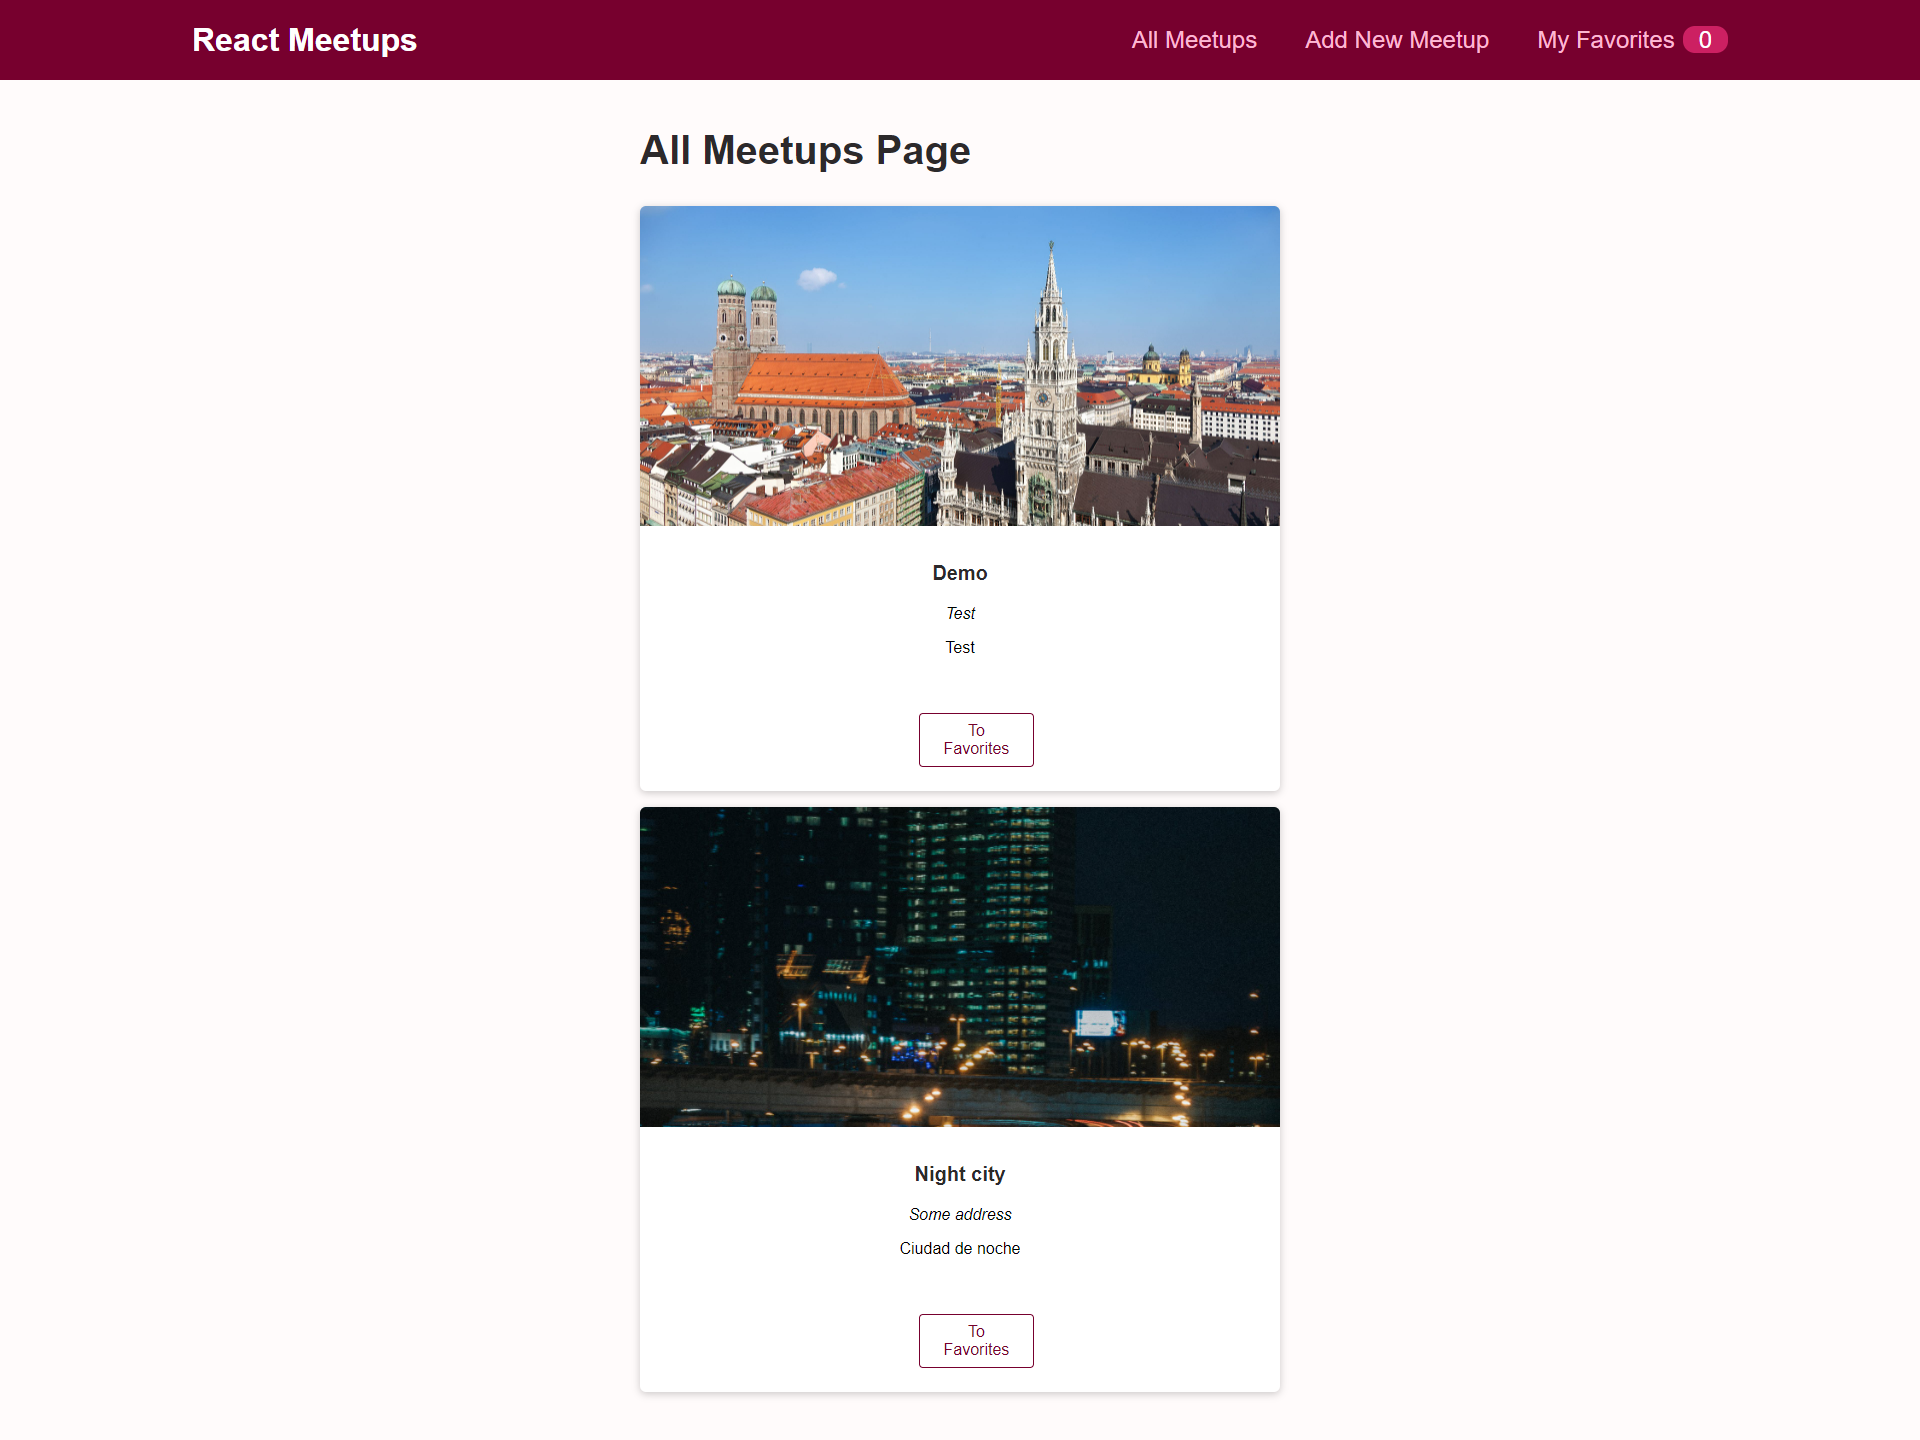 React Meetups
All Meetups
Add New Meetup
My Favorites 0
All Meetups Page
Demo
Test
Test
To
Favorites
Night city
Some address
Ciudad de noche
To
Favorites